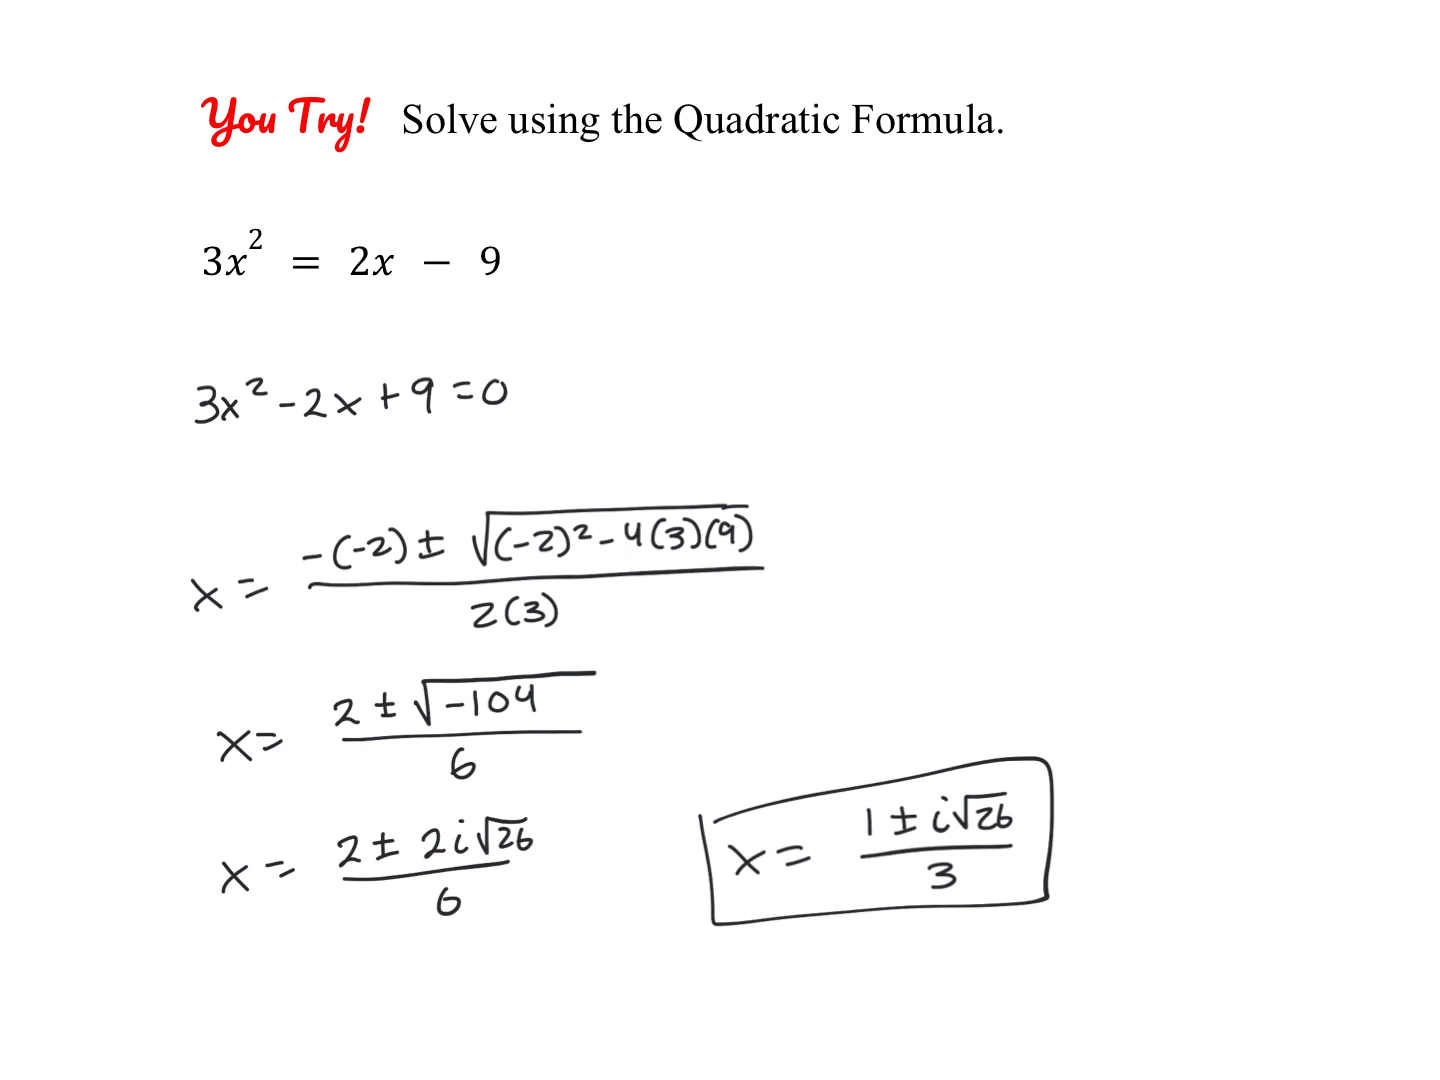 You Try! Solve using the Quadratic Formula.
3x² = 2x − 9
3x² - 2x + 9 = 0
x = (-(-2) ± √((-2)² - 4(3)(9))) / (2(3))
x = (2 ± √(-104)) / 6
x = (2 ± 2i√26) / 6
x = (1 ± i√26) / 3